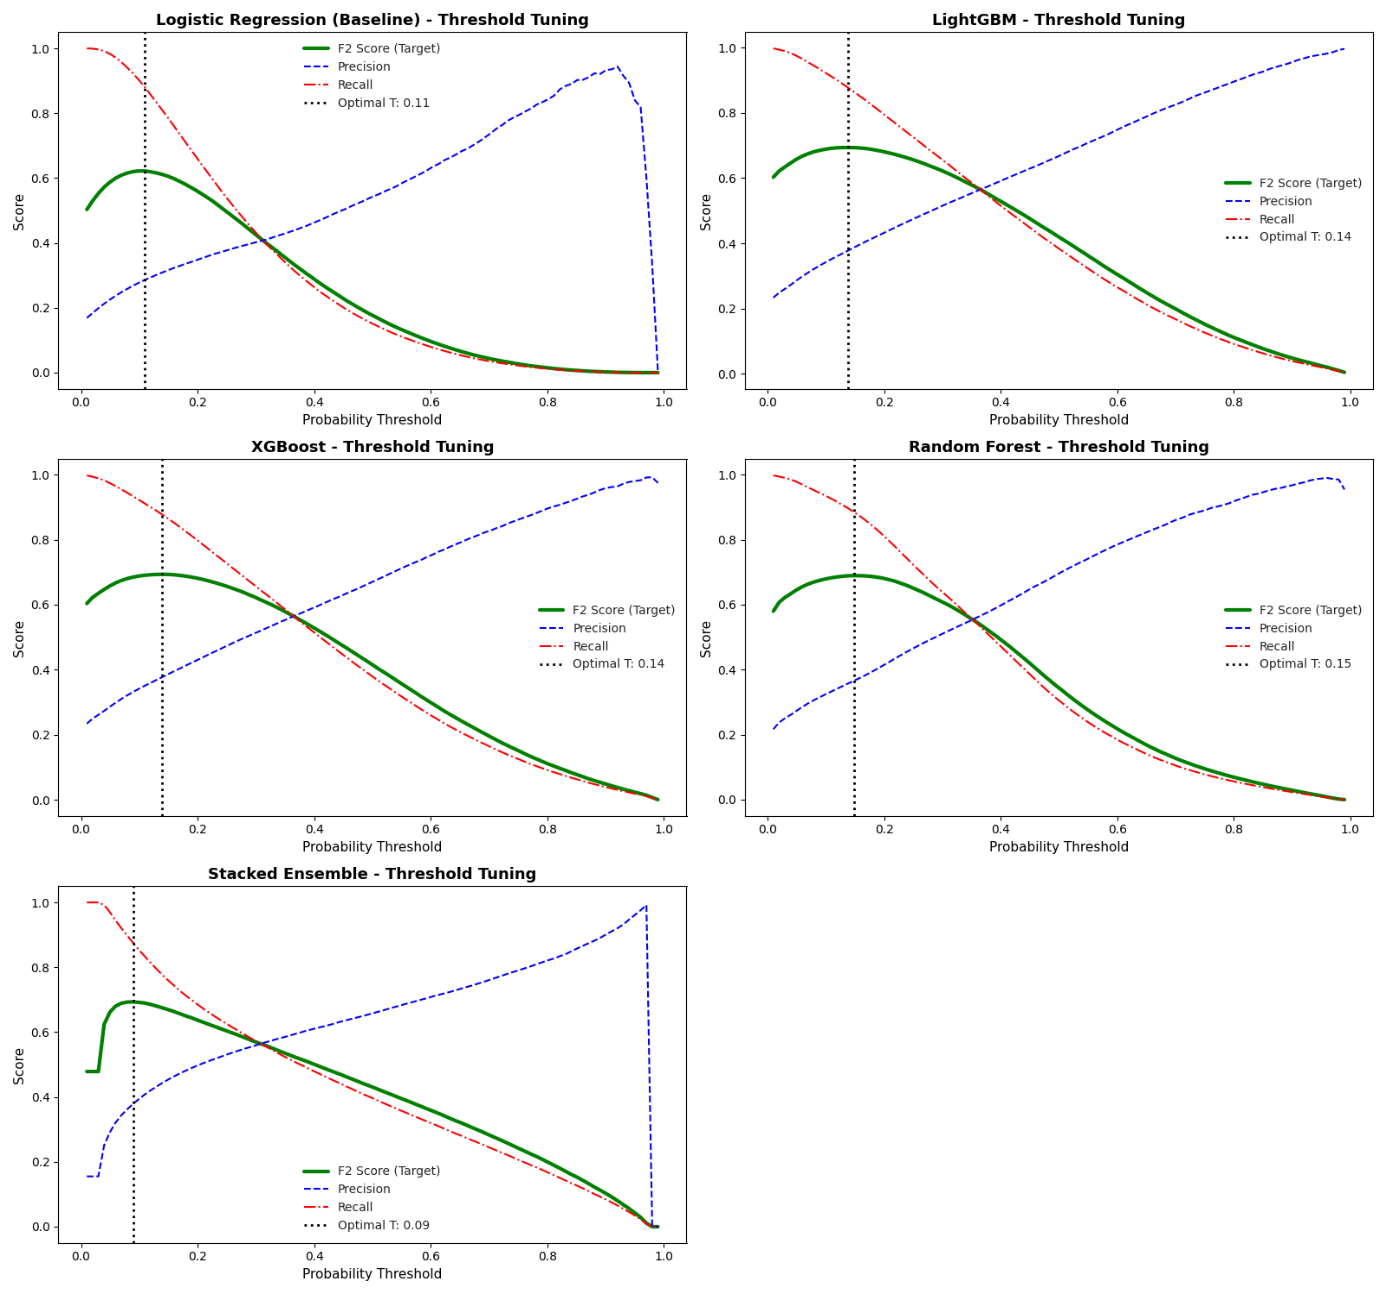 Logistic Regression (Baseline) - Threshold Tuning
1.0
0.8
0.6
0.4
0.2
0.0
Score
F2 Score (Target)
Precision
Recall
Optimal T: 0.11
0.0 0.2 0.4 0.6 0.8 1.0
Probability Threshold
LightGBM - Threshold Tuning
1.0
0.8
0.6
0.4
0.2
0.0
Score
F2 Score (Target)
Precision
Recall
Optimal T: 0.14
0.0 0.2 0.4 0.6 0.8 1.0
Probability Threshold
XGBoost - Threshold Tuning
1.0
0.8
0.6
0.4
0.2
0.0
Score
F2 Score (Target)
Precision
Recall
Optimal T: 0.14
0.0 0.2 0.4 0.6 0.8 1.0
Probability Threshold
Random Forest - Threshold Tuning
1.0
0.8
0.6
0.4
0.2
0.0
Score
F2 Score (Target)
Precision
Recall
Optimal T: 0.15
0.0 0.2 0.4 0.6 0.8 1.0
Probability Threshold
Stacked Ensemble - Threshold Tuning
1.0
0.8
0.6
0.4
0.2
0.0
Score
F2 Score (Target)
Precision
Recall
Optimal T: 0.09
0.0 0.2 0.4 0.6 0.8 1.0
Probability Threshold